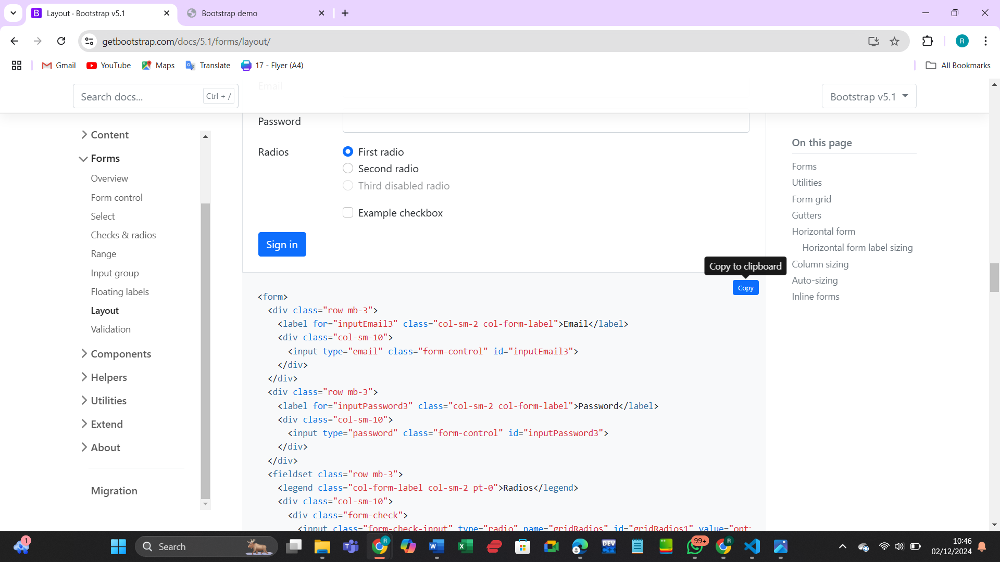 Layout · Bootstrap v5.1
Bootstrap demo
getbootstrap.com/docs/5.1/forms/layout/
R
Gmail
YouTube
Maps
Translate
17 - Flyer (A4)
All Bookmarks
Search docs...
Ctrl + /
Email
Bootstrap v5.1
Content
Forms
Overview
Form control
Select
Checks & radios
Range
Input group
Floating labels
Layout
Validation
Components
Helpers
Utilities
Extend
About
Migration
Password
Radios
First radio
Second radio
Third disabled radio
Example checkbox
Sign in
Copy to clipboard
Copy
<form>
<div class="row mb-3">
<label for="inputEmail3" class="col-sm-2 col-form-label">Email</label>
<div class="col-sm-10">
<input type="email" class="form-control" id="inputEmail3">
</div>
</div>
<div class="row mb-3">
<label for="inputPassword3" class="col-sm-2 col-form-label">Password</label>
<div class="col-sm-10">
<input type="password" class="form-control" id="inputPassword3">
</div>
</div>
<fieldset class="row mb-3">
<legend class="col-form-label col-sm-2 pt-0">Radios</legend>
<div class="col-sm-10">
<div class="form-check">
<input class="form-check-input" type="radio" name="gridRadios" id="gridRadios1" value="opt
On this page
Forms
Utilities
Form grid
Gutters
Horizontal form
Horizontal form label sizing
Column sizing
Auto-sizing
Inline forms
1
Search
R
DEV
99+
R
10:46
02/12/2024